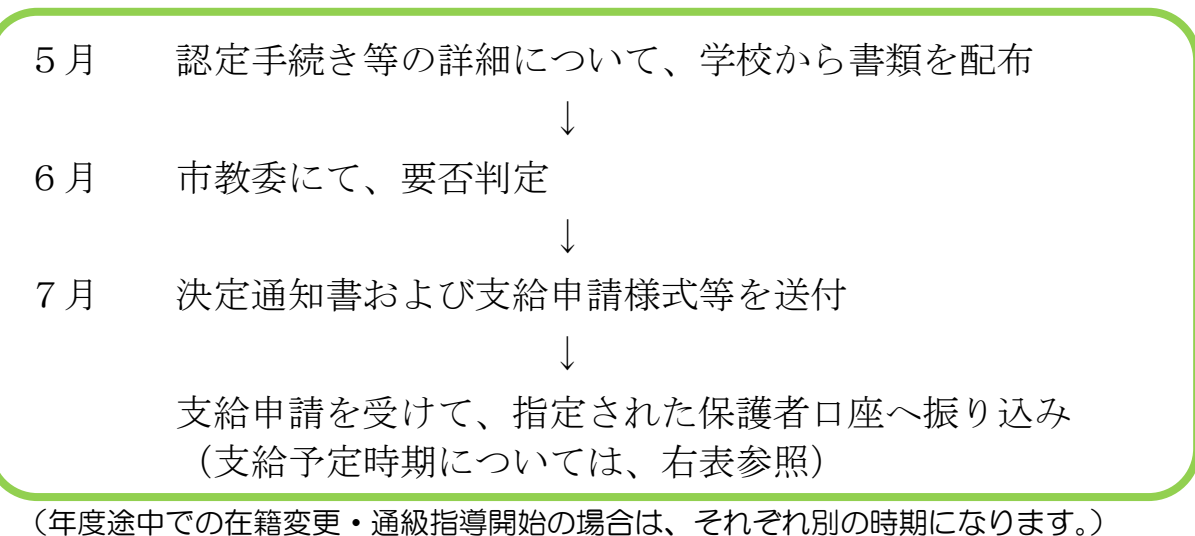 ５月　　認定手続き等の詳細について、学校から書類を配布
↓
６月　　市教委にて、要否判定
↓
７月　　決定通知書および支給申請様式等を送付
↓
支給申請を受けて、指定された保護者口座へ振り込み
（支給予定時期については、右表参照）
（年度途中での在籍変更・通級指導開始の場合は、それぞれ別の時期になります。）